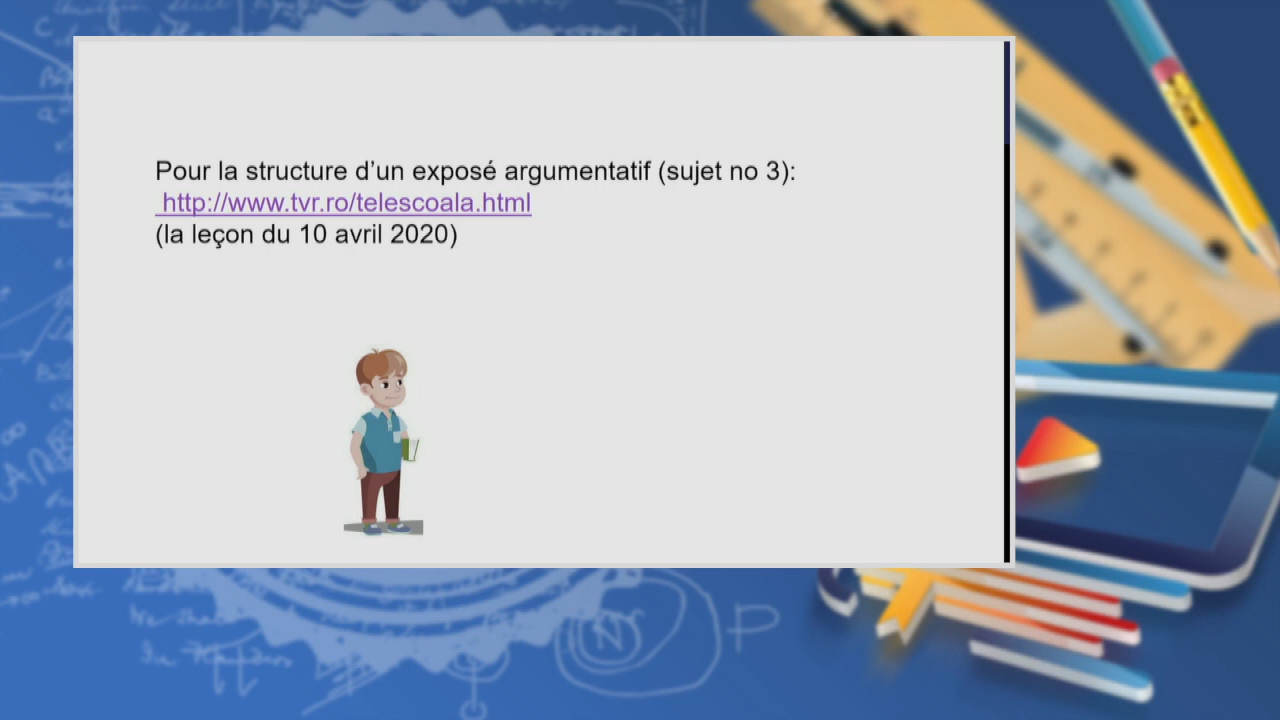 Pour la structure d’un exposé argumentatif (sujet no 3):
http://www.tvr.ro/telescoala.html
(la leçon du 10 avril 2020)
N
P